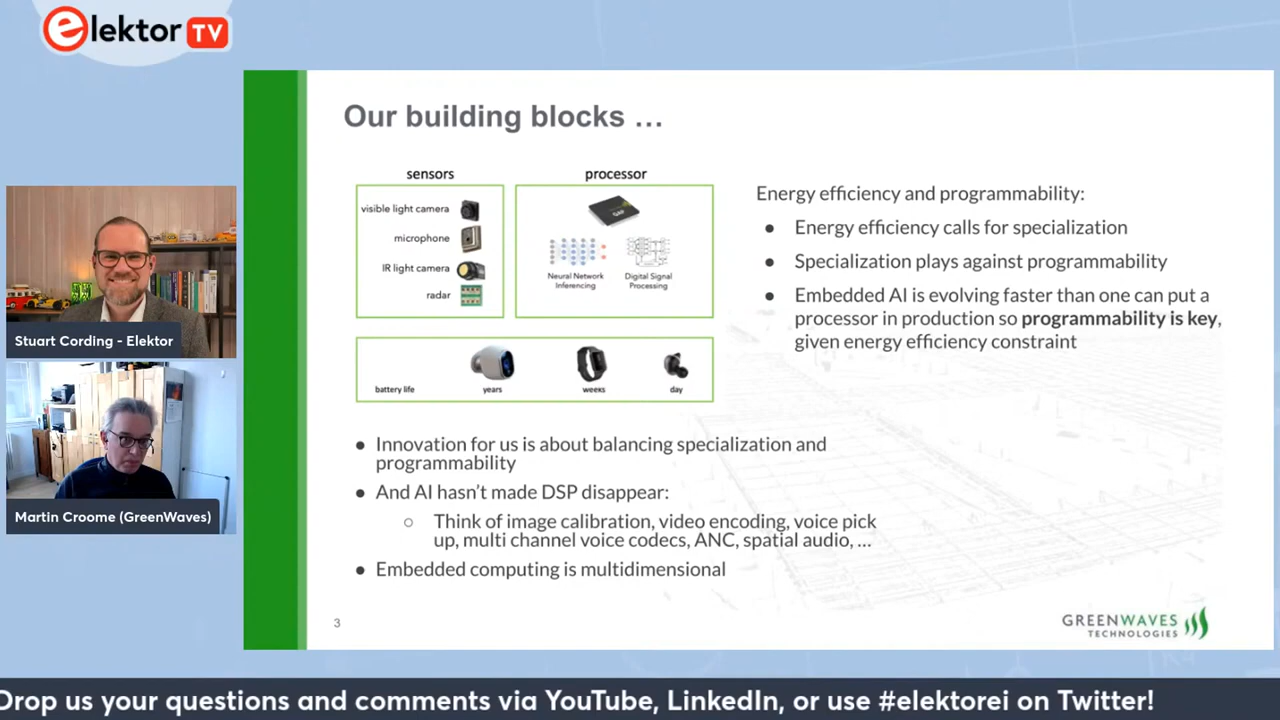 elektor TV
Our building blocks …
sensors
processor
visible light camera
microphone
IR light camera
radar
GAP
Neural Network
Inferencing
Digital Signal
Processing
battery life
years
weeks
day
Energy efficiency and programmability:
● Energy efficiency calls for specialization
● Specialization plays against programmability
● Embedded AI is evolving faster than one can put a
processor in production so programmability is key,
given energy efficiency constraint
● Innovation for us is about balancing specialization and
programmability
● And AI hasn't made DSP disappear:
○ Think of image calibration, video encoding, voice pick
up, multi channel voice codecs, ANC, spatial audio, …
● Embedded computing is multidimensional
3
GREENWAVES
TECHNOLOGIES
Stuart Cording - Elektor
Martin Croome (GreenWaves)
Drop us your questions and comments via YouTube, LinkedIn, or use #elektorei on Twitter!